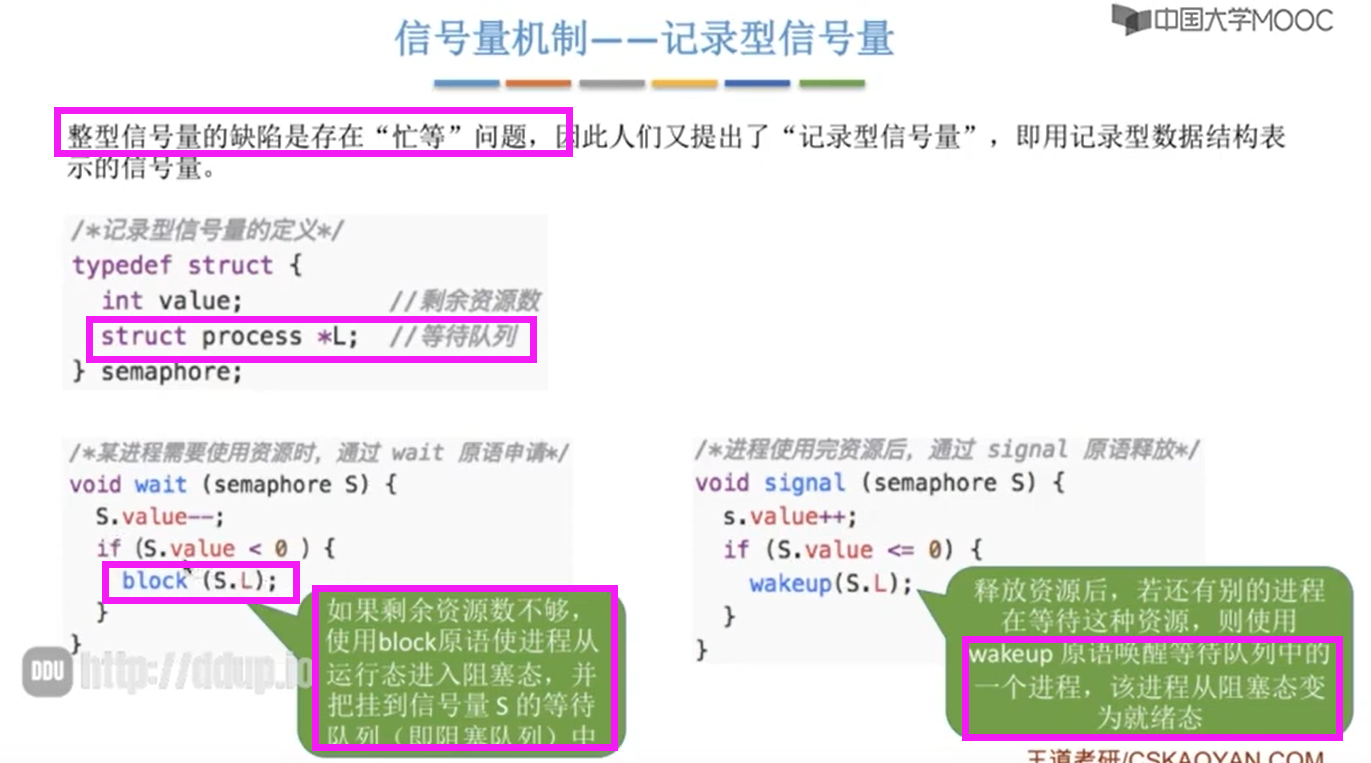 中国大学MOOC
信号量机制——记录型信号量
整型信号量的缺陷是存在“忙等”问题，因此人们又提出了“记录型信号量”，即用记录型数据结构表
示的信号量。
/*记录型信号量的定义*/
typedef struct {
int value; //剩余资源数
struct process *L; //等待队列
} semaphore;
/*某进程需要使用资源时，通过 wait 原语申请*/
void wait (semaphore S) {
S.value--;
if (S.value < 0 ) {
block (S.L);
}
}
如果剩余资源数不够，
使用block原语使进程从
运行态进入阻塞态，并
把挂到信号量 S 的等待
队列（即阻塞队列）中
/*进程使用完资源后，通过 signal 原语释放*/
void signal (semaphore S) {
s.value++;
if (S.value <= 0) {
wakeup(S.L);
}
}
释放资源后，若还有别的进程
在等待这种资源，则使用
wakeup 原语唤醒等待队列中的
一个进程，该进程从阻塞态变
为就绪态
DDU http://ddup.io
王道考研/CSKAOYAN.COM